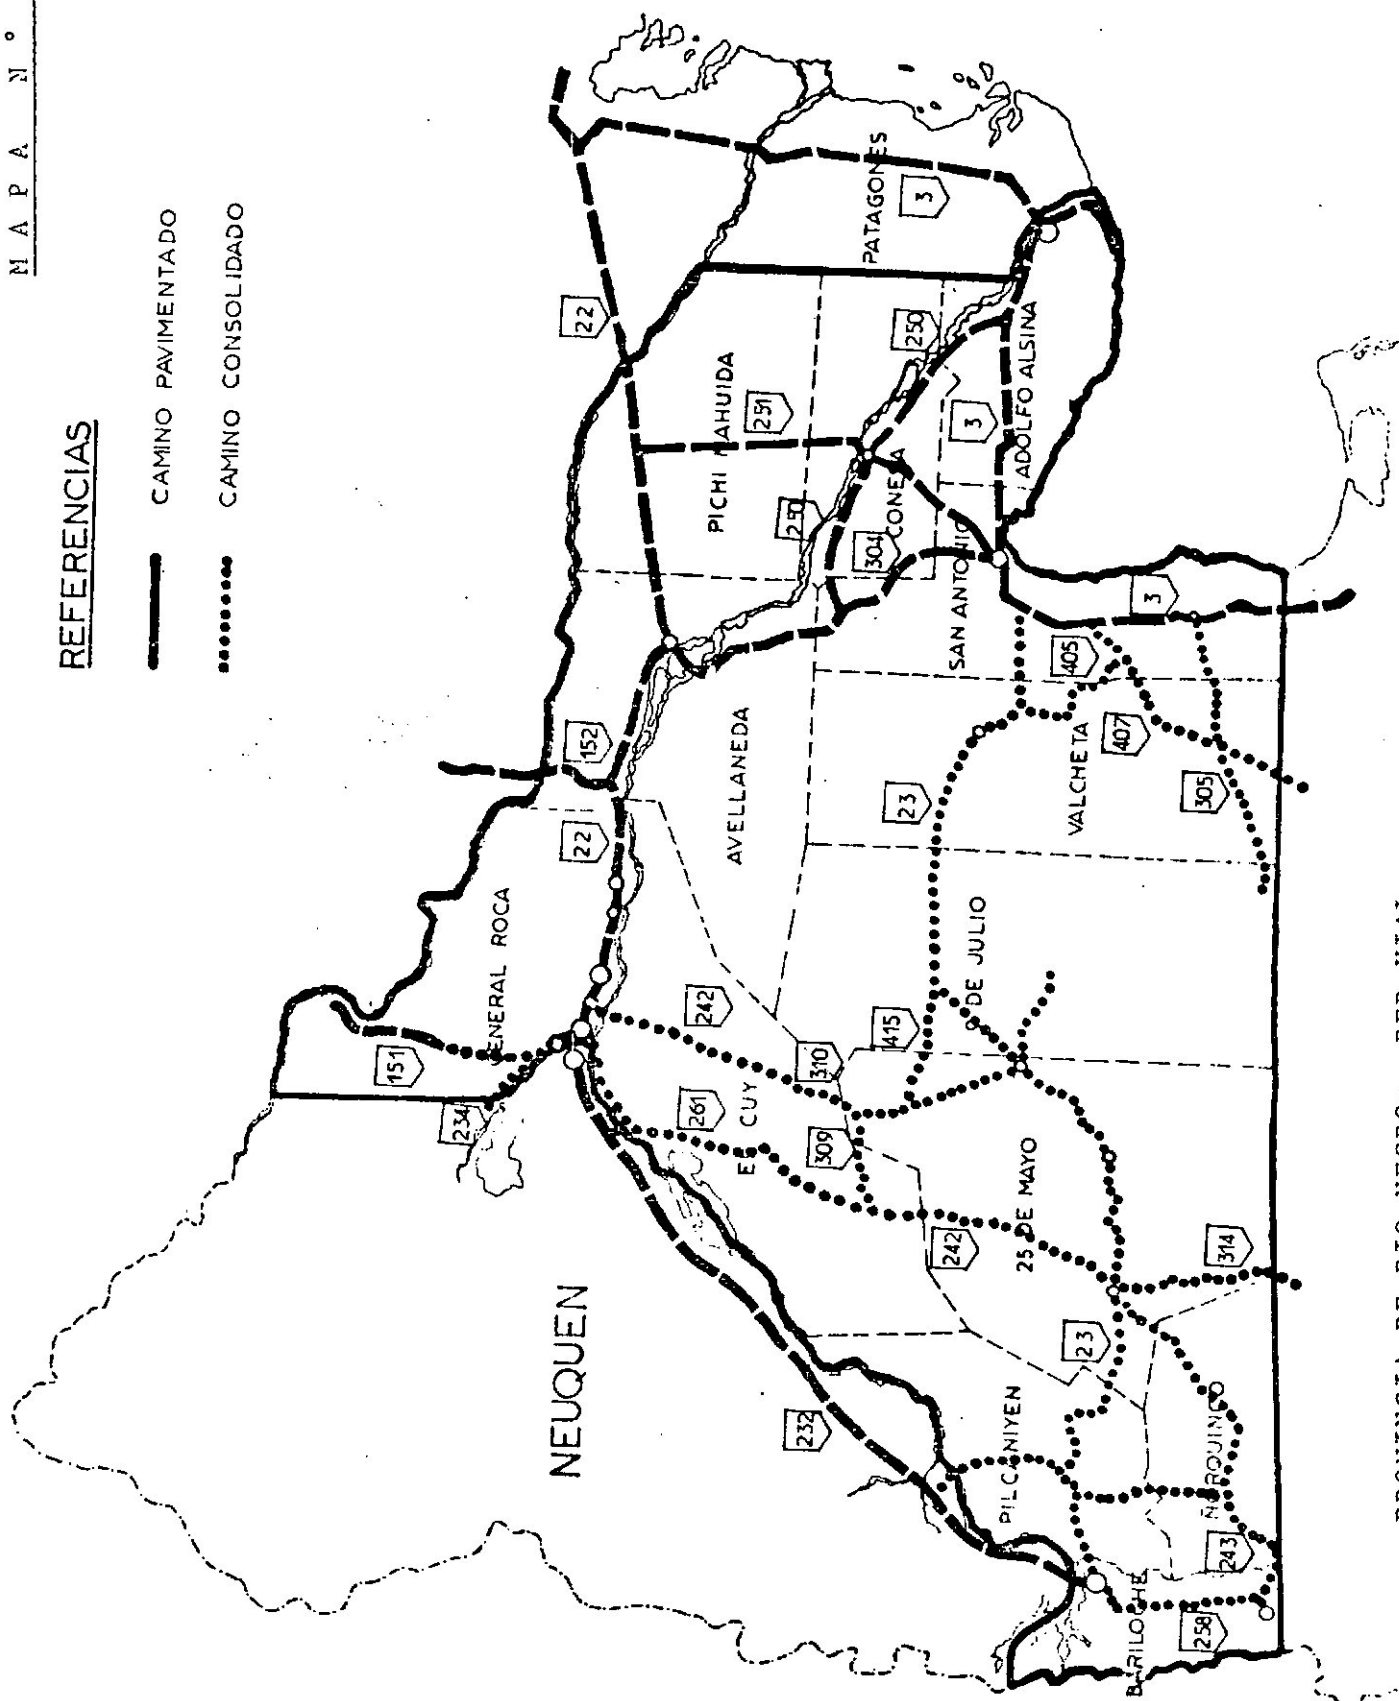 MAPA N°
REFERENCIAS
CAMINO PAVIMENTADO
CAMINO CONSOLIDADO
NEUQUEN
GENERAL ROCA
AVELLANEDA
PICHI MAHUIDA
PATAGONES
CONESA
ADOLFO ALSINA
SAN ANTONIO
VALCHETA
9 DE JULIO
EL CUY
25 DE MAYO
PILCANIYEN
ÑORQUINCO
BARILOCHE
234
151
22
152
22
251
250
250
304
3
3
3
405
407
305
23
415
242
310
261
309
242
314
23
232
243
258